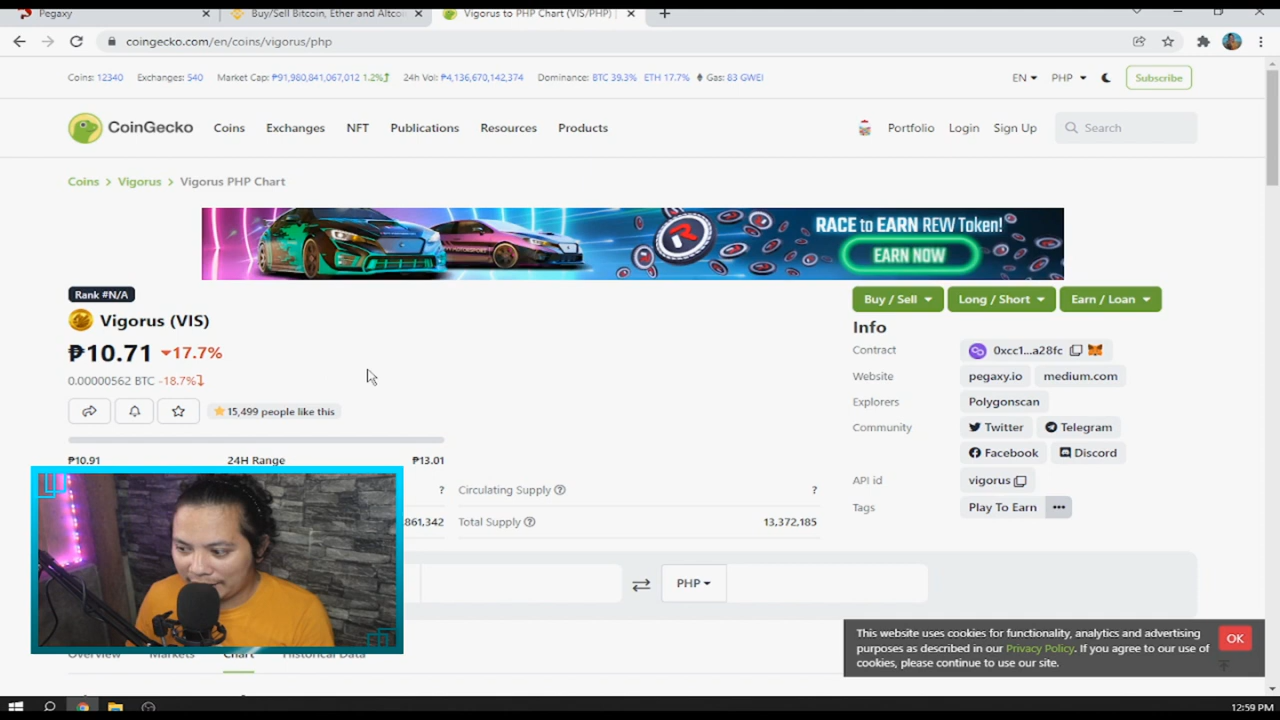 Pegaxy
Buy/Sell Bitcoin, Ether and Altcoi
Vigorus to PHP Chart (VIS/PHP) |
coingecko.com/en/coins/vigorus/php
Coins: 12340 Exchanges: 540 Market Cap: ₱91,980,841,067,012 1.2% 24h Vol: ₱4,136,670,142,374 Dominance: BTC 39.3% ETH 17.7% Gas: 83 GWEI
EN PHP Subscribe
CoinGecko Coins Exchanges NFT Publications Resources Products Portfolio Login Sign Up Search
Coins > Vigorus > Vigorus PHP Chart
RACE to EARN REW Token!
EARN NOW
Rank #N/A
Vigorus (VIS)
₱10.71 17.7%
0.00000562 BTC -18.7%
15,499 people like this
₱10.91 24H Range ₱13.01
? Circulating Supply ? ?
861,342 Total Supply ? 13,372,185
PHP
Buy / Sell Long / Short Earn / Loan
Info
Contract 0xcc1...a28fc
Website pegaxy.io medium.com
Explorers Polygonscan
Community Twitter Telegram
Facebook Discord
API id vigorus
Tags Play To Earn •••
Overview Markets Chart Historical Data
This website uses cookies for functionality, analytics and advertising
purposes as described in our Privacy Policy. If you agree to our use of
cookies, please continue to use our site.
OK
12:59 PM